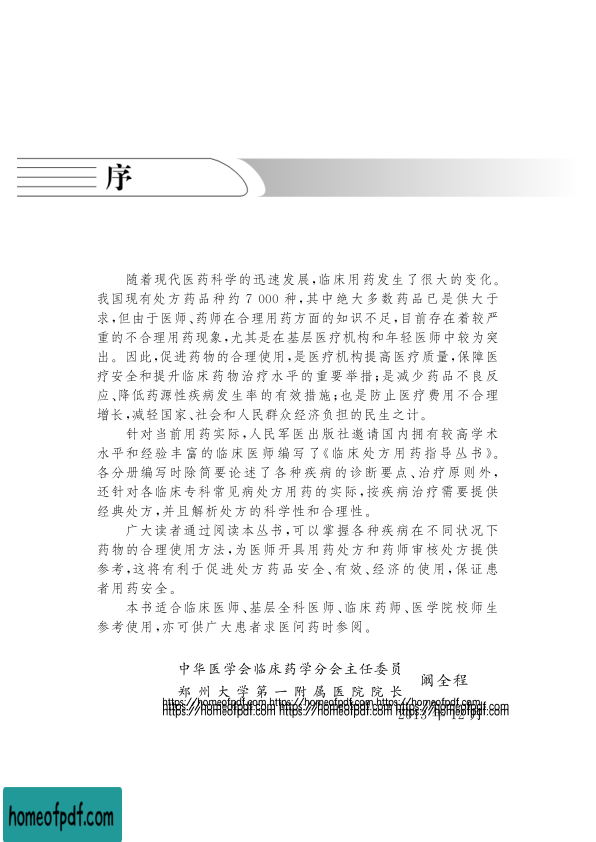 序
随着现代医药科学的迅速发展,临床用药发生了很大的变化。
我国现有处方药品种约 7 000 种,其中绝大多数药品已是供大于
求,但由于医师、药师在合理用药方面的知识不足,目前存在着较严
重的不合理用药现象,尤其是在基层医疗机构和年轻医师中较为突
出。因此,促进药物的合理使用,是医疗机构提高医疗质量,保障医
疗安全和提升临床药物治疗水平的重要举措;是减少药品不良反
应、降低药源性疾病发生率的有效措施;也是防止医疗费用不合理
增长,减轻国家、社会和人民群众经济负担的民生之计。
针对当前用药实际,人民军医出版社邀请国内拥有较高学术
水平和经验丰富的临床医师编写了《临床处方用药指导丛书》。
各分册编写时除简要论述了各种疾病的诊断要点、治疗原则外,
还针对各临床专科常见病处方用药的实际,按疾病治疗需要提供
经典处方,并且解析处方的科学性和合理性。
广大读者通过阅读本丛书,可以掌握各种疾病在不同状况下
药物的合理使用方法,为医师开具用药处方和药师审核处方提供
参考,这将有利于促进处方药品安全、有效、经济的使用,保证患
者用药安全。
本书适合临床医师、基层全科医师、临床药师、医学院校师生
参考使用,亦可供广大患者求医问药时参阅。
中华医学会临床药学分会主任委员
郑州大学第一附属医院院长
阚全程
https://homeofpdf.com https://homeofpdf.com https://homeofpdf.com
https://homeofpdf.com https://homeofpdf.com https://homeofpdf.com
2013 年 12 月
homeofpdf.com